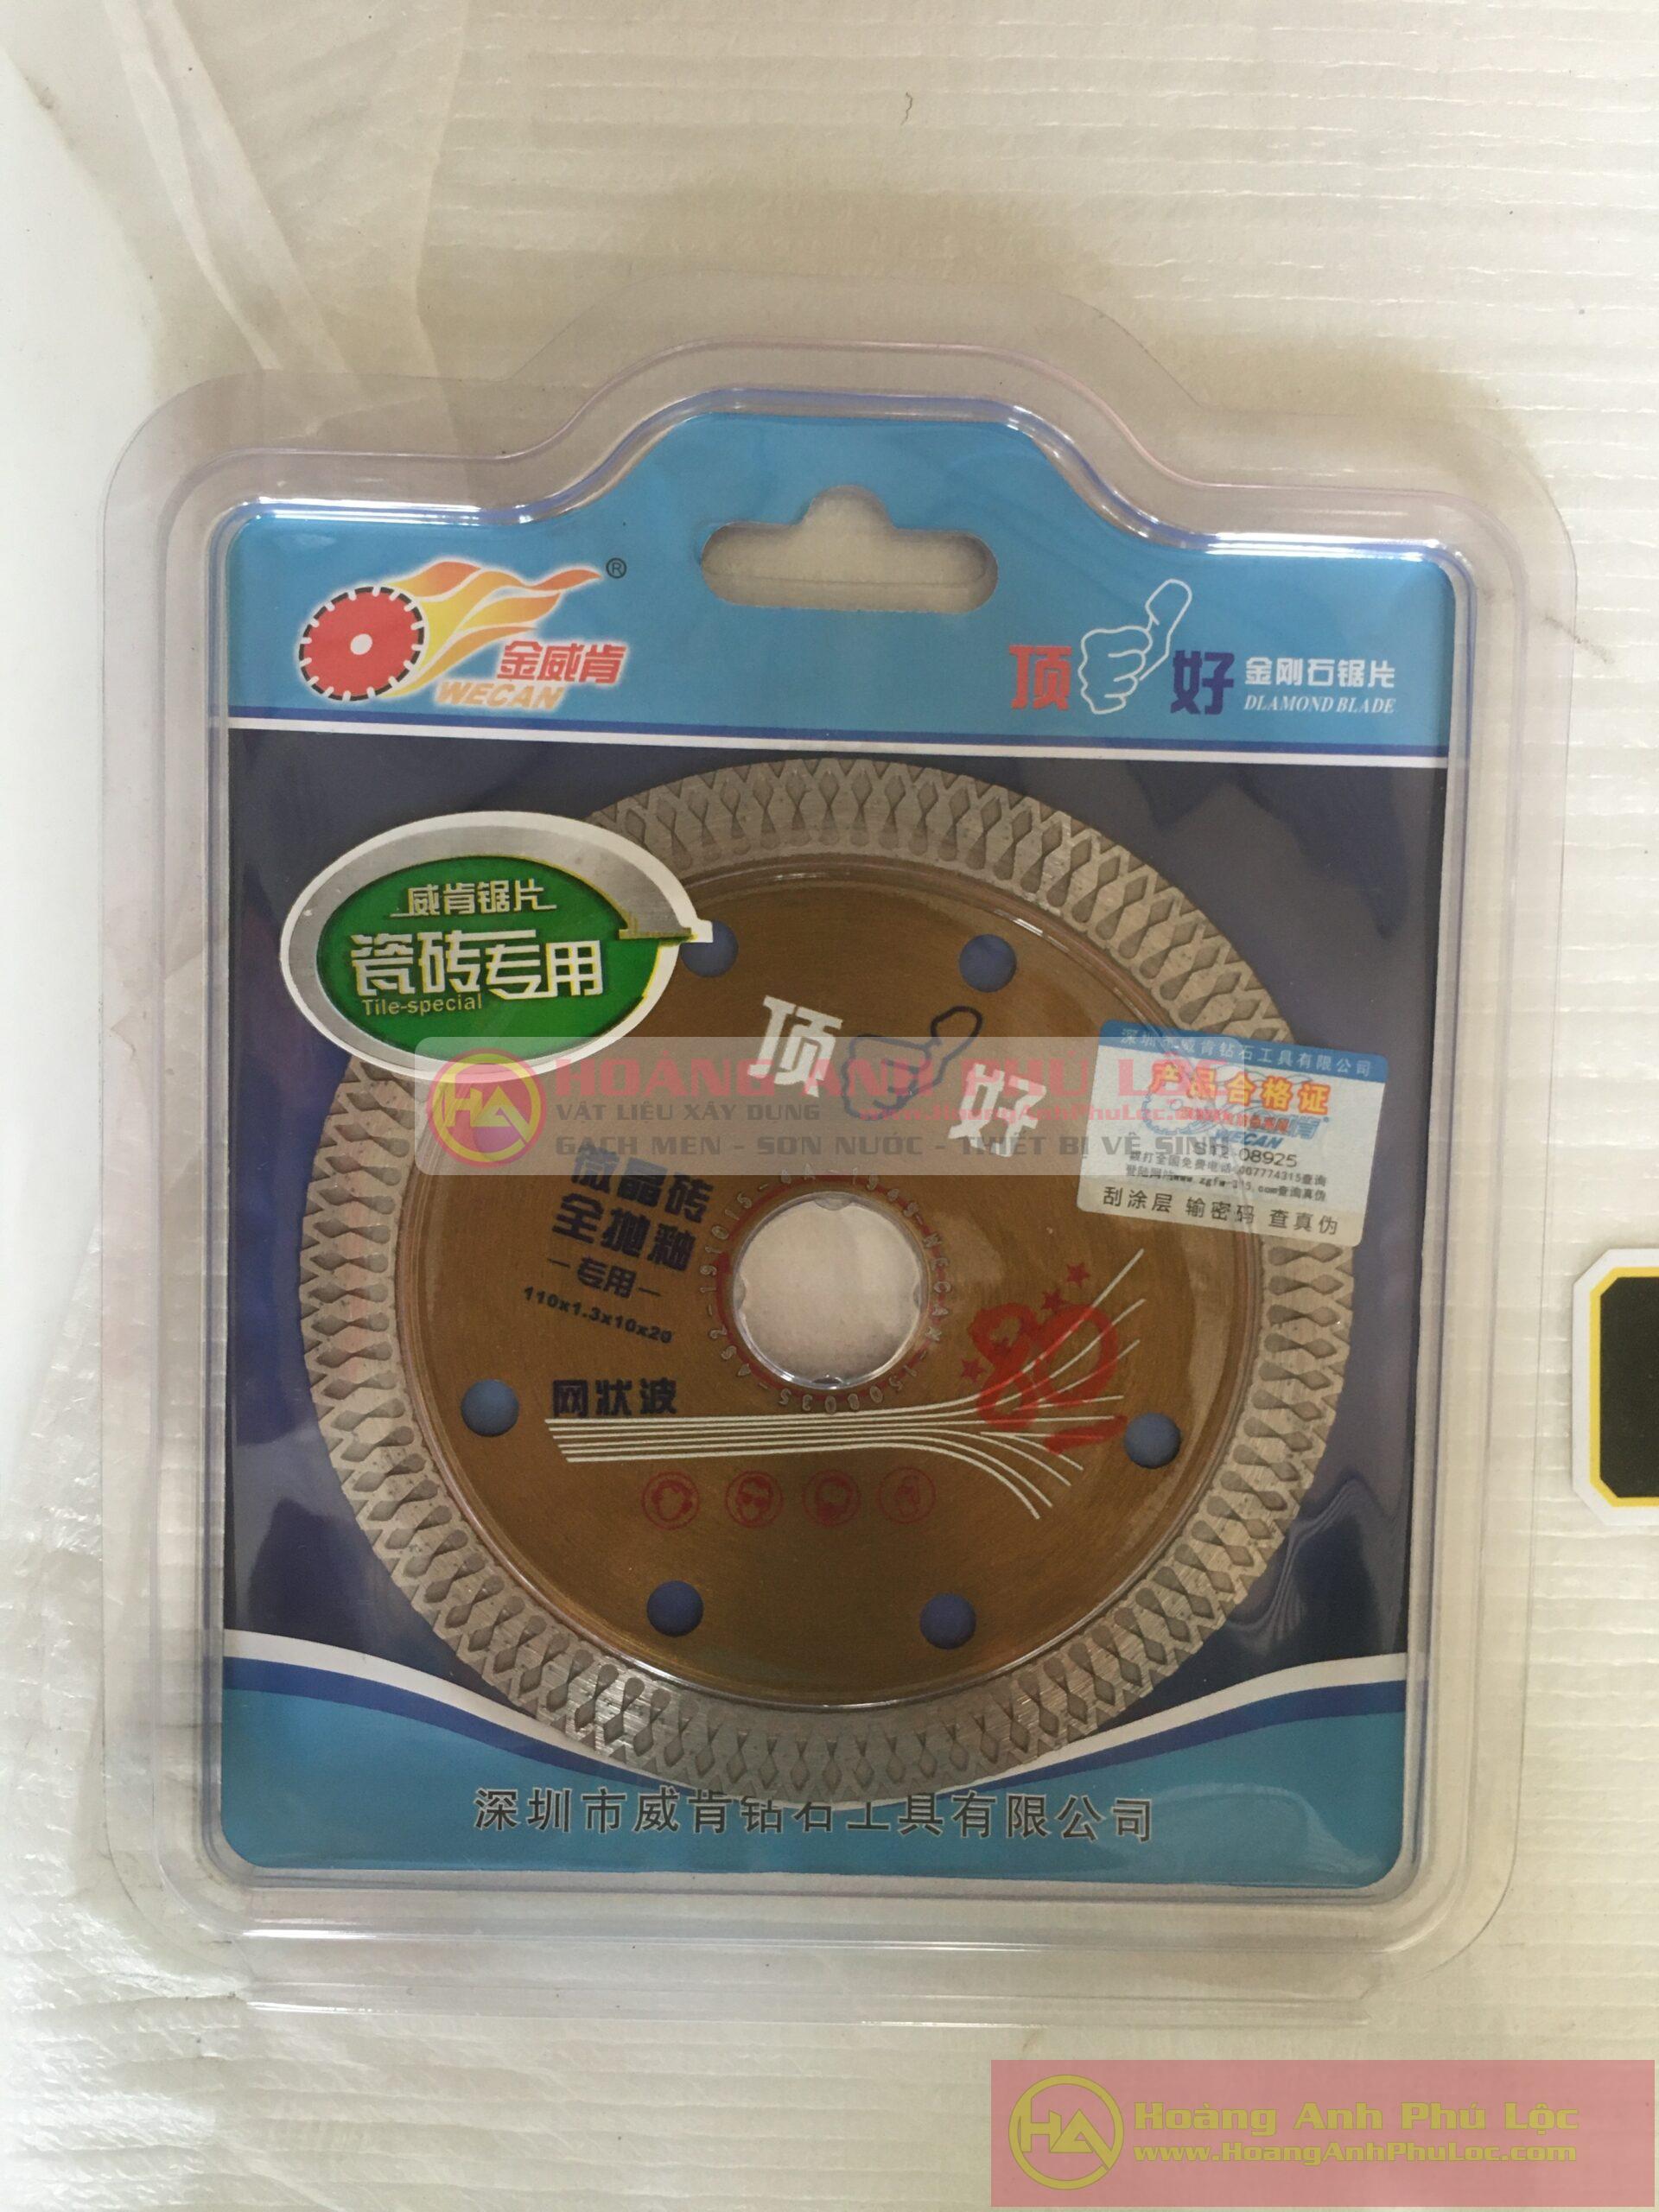 ®
金威肯
WECAN
顶 好 金刚石锯片
DLAMOND BLADE
威肯锯片
瓷砖专用
Tile-special
顶 好
深圳市威肯钻石工具有限公司
产品合格证
WECAN
08925
刮涂层 输密码 查真伪
HOÀNG ANH PHÚ LỘC
VẬT LIỆU XÂY DỰNG www.HoangAnhPhuLoc.
GẠCH MEN - SƠN NƯỚC - THIẾT BỊ VỆ SINH
微晶砖
全抛釉
专用
110x1.3x10x20
网状波
深圳市威肯钻石工具有限公司
Hoàng Anh Phú Lộc
www.HoangAnhPhuLoc.com